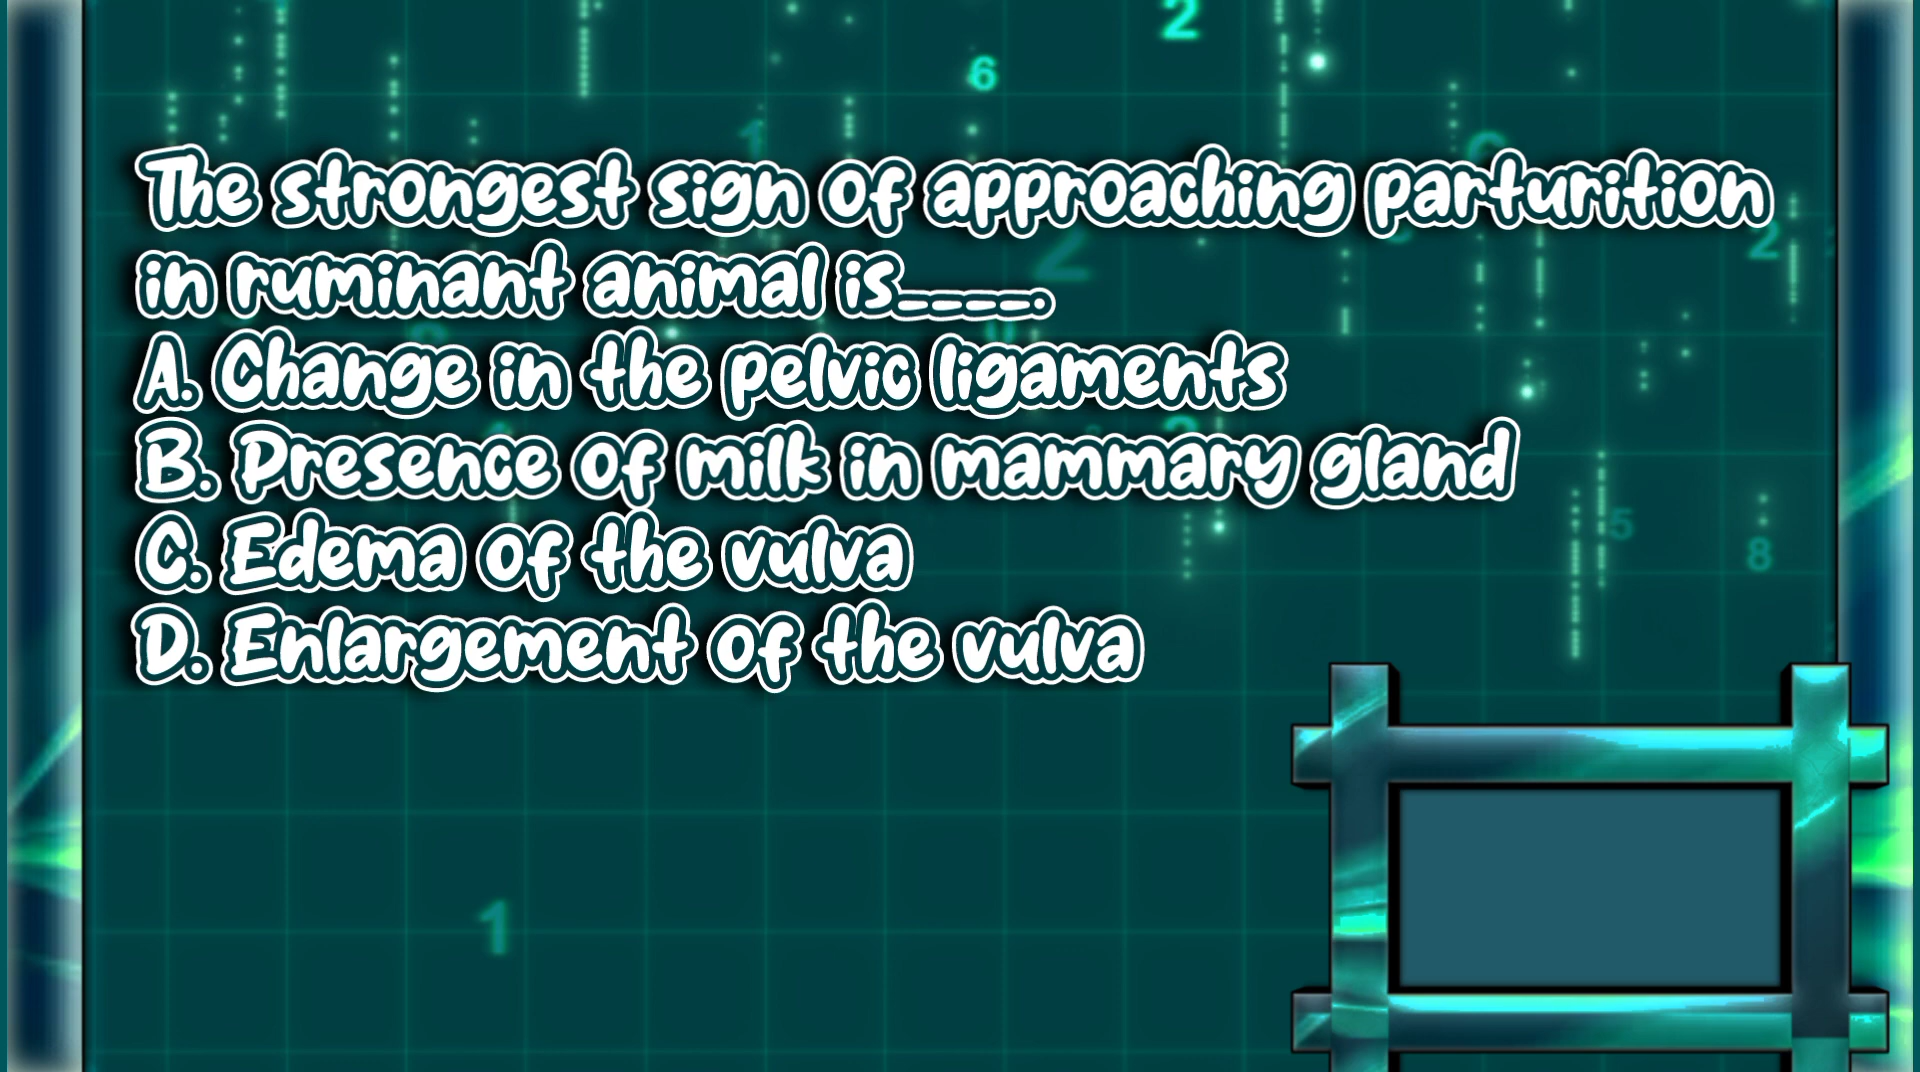 The strongest sign of approaching parturition
in ruminant animal is____.
A. Change in the pelvic ligaments
B. Presence of milk in mammary gland
C. Edema of the vulva
D. Enlargement of the vulva